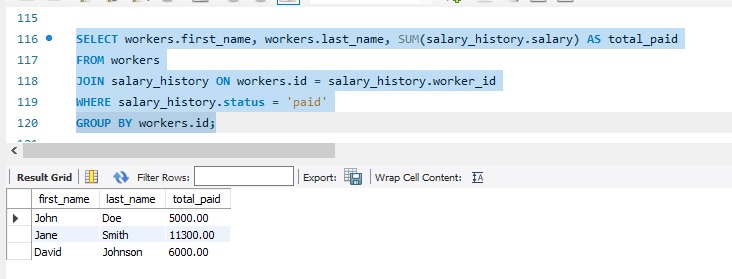 115
116 SELECT workers.first_name, workers.last_name, SUM(salary_history.salary) AS total_paid
117 FROM workers
118 JOIN salary_history ON workers.id = salary_history.worker_id
119 WHERE salary_history.status = 'paid'
120 GROUP BY workers.id;
Result Grid Filter Rows: Export: Wrap Cell Content:
first_name last_name total_paid
John Doe 5000.00
Jane Smith 11300.00
David Johnson 6000.00